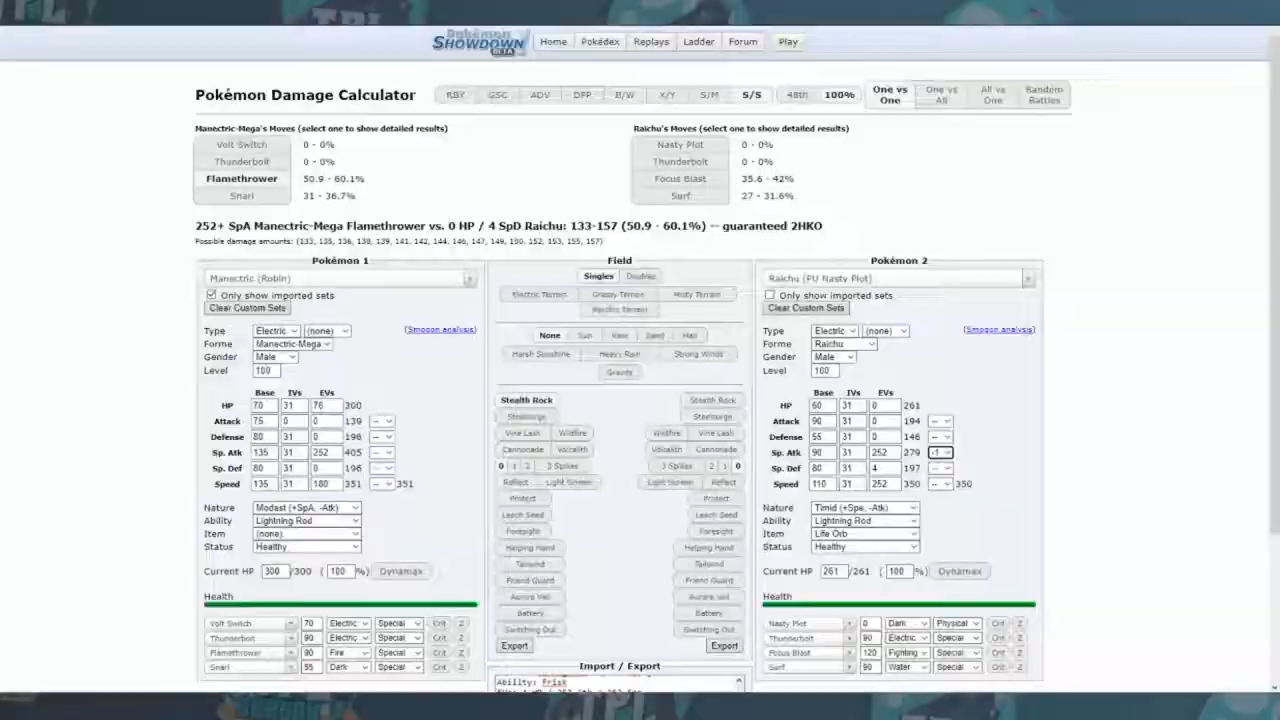 Pokémon
SHOWDOWN
BETA
Home Pokédex Replays Ladder Forum Play
Pokémon Damage Calculator
RBY GSC ADV DPP B/W X/Y S/M S/S 48th 100% One vs One One vs All All vs One Random Battles
Manectric-Mega's Moves (select one to show detailed results)
Volt Switch 0 - 0%
Thunderbolt 0 - 0%
Flamethrower 50.9 - 60.1%
Snarl 31 - 36.7%
Raichu's Moves (select one to show detailed results)
Nasty Plot 0 - 0%
Thunderbolt 0 - 0%
Focus Blast 35.6 - 42%
Surf 27 - 31.6%
252+ SpA Manectric-Mega Flamethrower vs. 0 HP / 4 SpD Raichu: 133-157 (50.9 - 60.1%) -- guaranteed 2HKO
Possible damage amounts: (133, 135, 136, 138, 139, 141, 142, 144, 146, 147, 149, 150, 152, 153, 155, 157)
Pokémon 1
Manectric (Robin)
Only show imported sets
Clear Custom Sets
Type Electric (none) (Smogon analysis)
Forme Manectric-Mega
Gender Male
Level 100
Base IVs EVs
HP 70 31 76 300
Attack 75 0 0 139 --
Defense 80 31 0 196 --
Sp. Atk 135 31 252 405 --
Sp. Def 80 31 0 196 --
Speed 135 31 180 351 -- 351
Nature Modest (+SpA, -Atk)
Ability Lightning Rod
Item (none)
Status Healthy
Current HP 300 /300 ( 100 %) Dynamax
Health
Volt Switch 70 Electric Special Crit Z
Thunderbolt 90 Electric Special Crit Z
Flamethrower 90 Fire Special Crit Z
Snarl 55 Dark Special Crit Z
Field
Singles Doubles
Electric Terrain Grassy Terrain Misty Terrain
Psychic Terrain
None Sun Rain Sand Hail
Harsh Sunshine Heavy Rain Strong Winds
Gravity
Stealth Rock Stealth Rock
Steelsurge Steelsurge
Vine Lash Wildfire Wildfire Vine Lash
Cannonade Volcalith Volcalith Cannonade
0 1 2 3 Spikes 3 Spikes 2 1 0
Reflect Light Screen Light Screen Reflect
Protect Protect
Leech Seed Leech Seed
Foresight Foresight
Helping Hand Helping Hand
Tailwind Tailwind
Friend Guard Friend Guard
Aurora Veil Aurora Veil
Battery Battery
Switching Out Switching Out
Export Export
Import / Export
Ability: Frisk
Pokémon 2
Raichu (PU Nasty Plot)
Only show imported sets
Clear Custom Sets
Type Electric (none) (Smogon analysis)
Forme Raichu
Gender Male
Level 100
Base IVs EVs
HP 60 31 0 261
Attack 90 31 0 194 --
Defense 55 31 0 146 --
Sp. Atk 90 31 252 279 -1
Sp. Def 80 31 4 197 --
Speed 110 31 252 350 -- 350
Nature Timid (+Spe, -Atk)
Ability Lightning Rod
Item Life Orb
Status Healthy
Current HP 261 /261 ( 100 %) Dynamax
Health
Nasty Plot 0 Dark Physical Crit Z
Thunderbolt 90 Electric Special Crit Z
Focus Blast 120 Fighting Special Crit Z
Surf 90 Water Special Crit Z